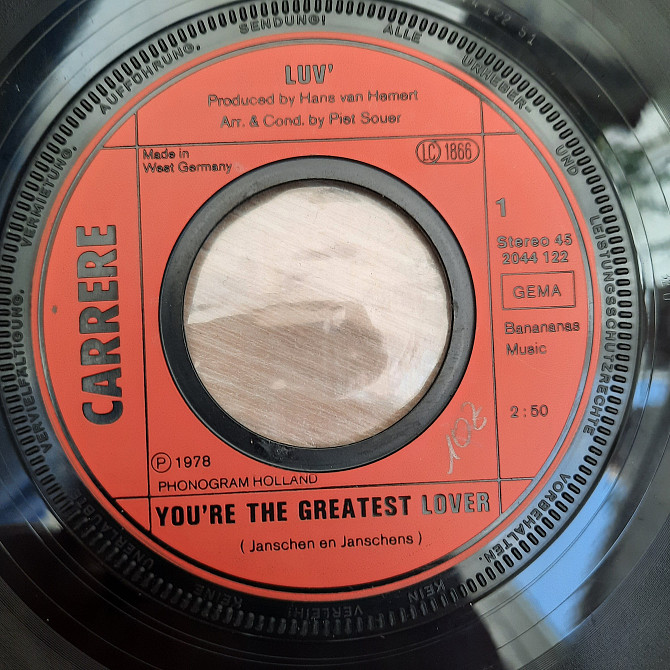 LUV'
Produced by Hans van Hemert
Arr. & Cond. by Piet Souer
Made in
West Germany
LC 1866
CARRERE
1
Stereo 45
2044 122
GEMA
Banananas
Music
2:50
102
Ⓟ 1978
PHONOGRAM HOLLAND
YOU'RE THE GREATEST LOVER
( Janschen en Janschens )
ALLE URHEBER- UND LEISTUNGSSCHUTZRECHTE VORBEHALTEN. KEIN VERLEIH! KEINE VERVIELFÄLTIGUNG. VERMIETUNG. AUFFÜHRUNG. SENDUNG!